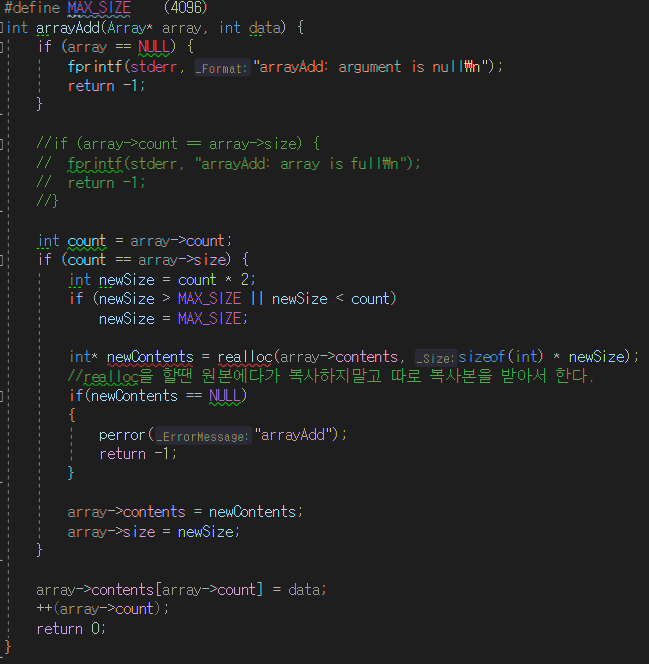 #define MAX_SIZE    (4096)
int arrayAdd(Array* array, int data) {
    if (array == NULL) {
        fprintf(stderr, _Format: "arrayAdd: argument is null₩n");
        return -1;
    }

    //if (array->count == array->size) {
    //  fprintf(stderr, "arrayAdd: array is full₩n");
    //  return -1;
    //}

    int count = array->count;
    if (count == array->size) {
        int newSize = count * 2;
        if (newSize > MAX_SIZE || newSize < count)
            newSize = MAX_SIZE;

        int* newContents = realloc(array->contents, _Size: sizeof(int) * newSize);
        //realloc을 할땐 원본에다가 복사하지말고 따로 복사본을 받아서 한다.
        if(newContents == NULL)
        {
            perror(_ErrorMessage: "arrayAdd");
            return -1;
        }

        array->contents = newContents;
        array->size = newSize;
    }

    array->contents[array->count] = data;
    ++(array->count);
    return 0;
}